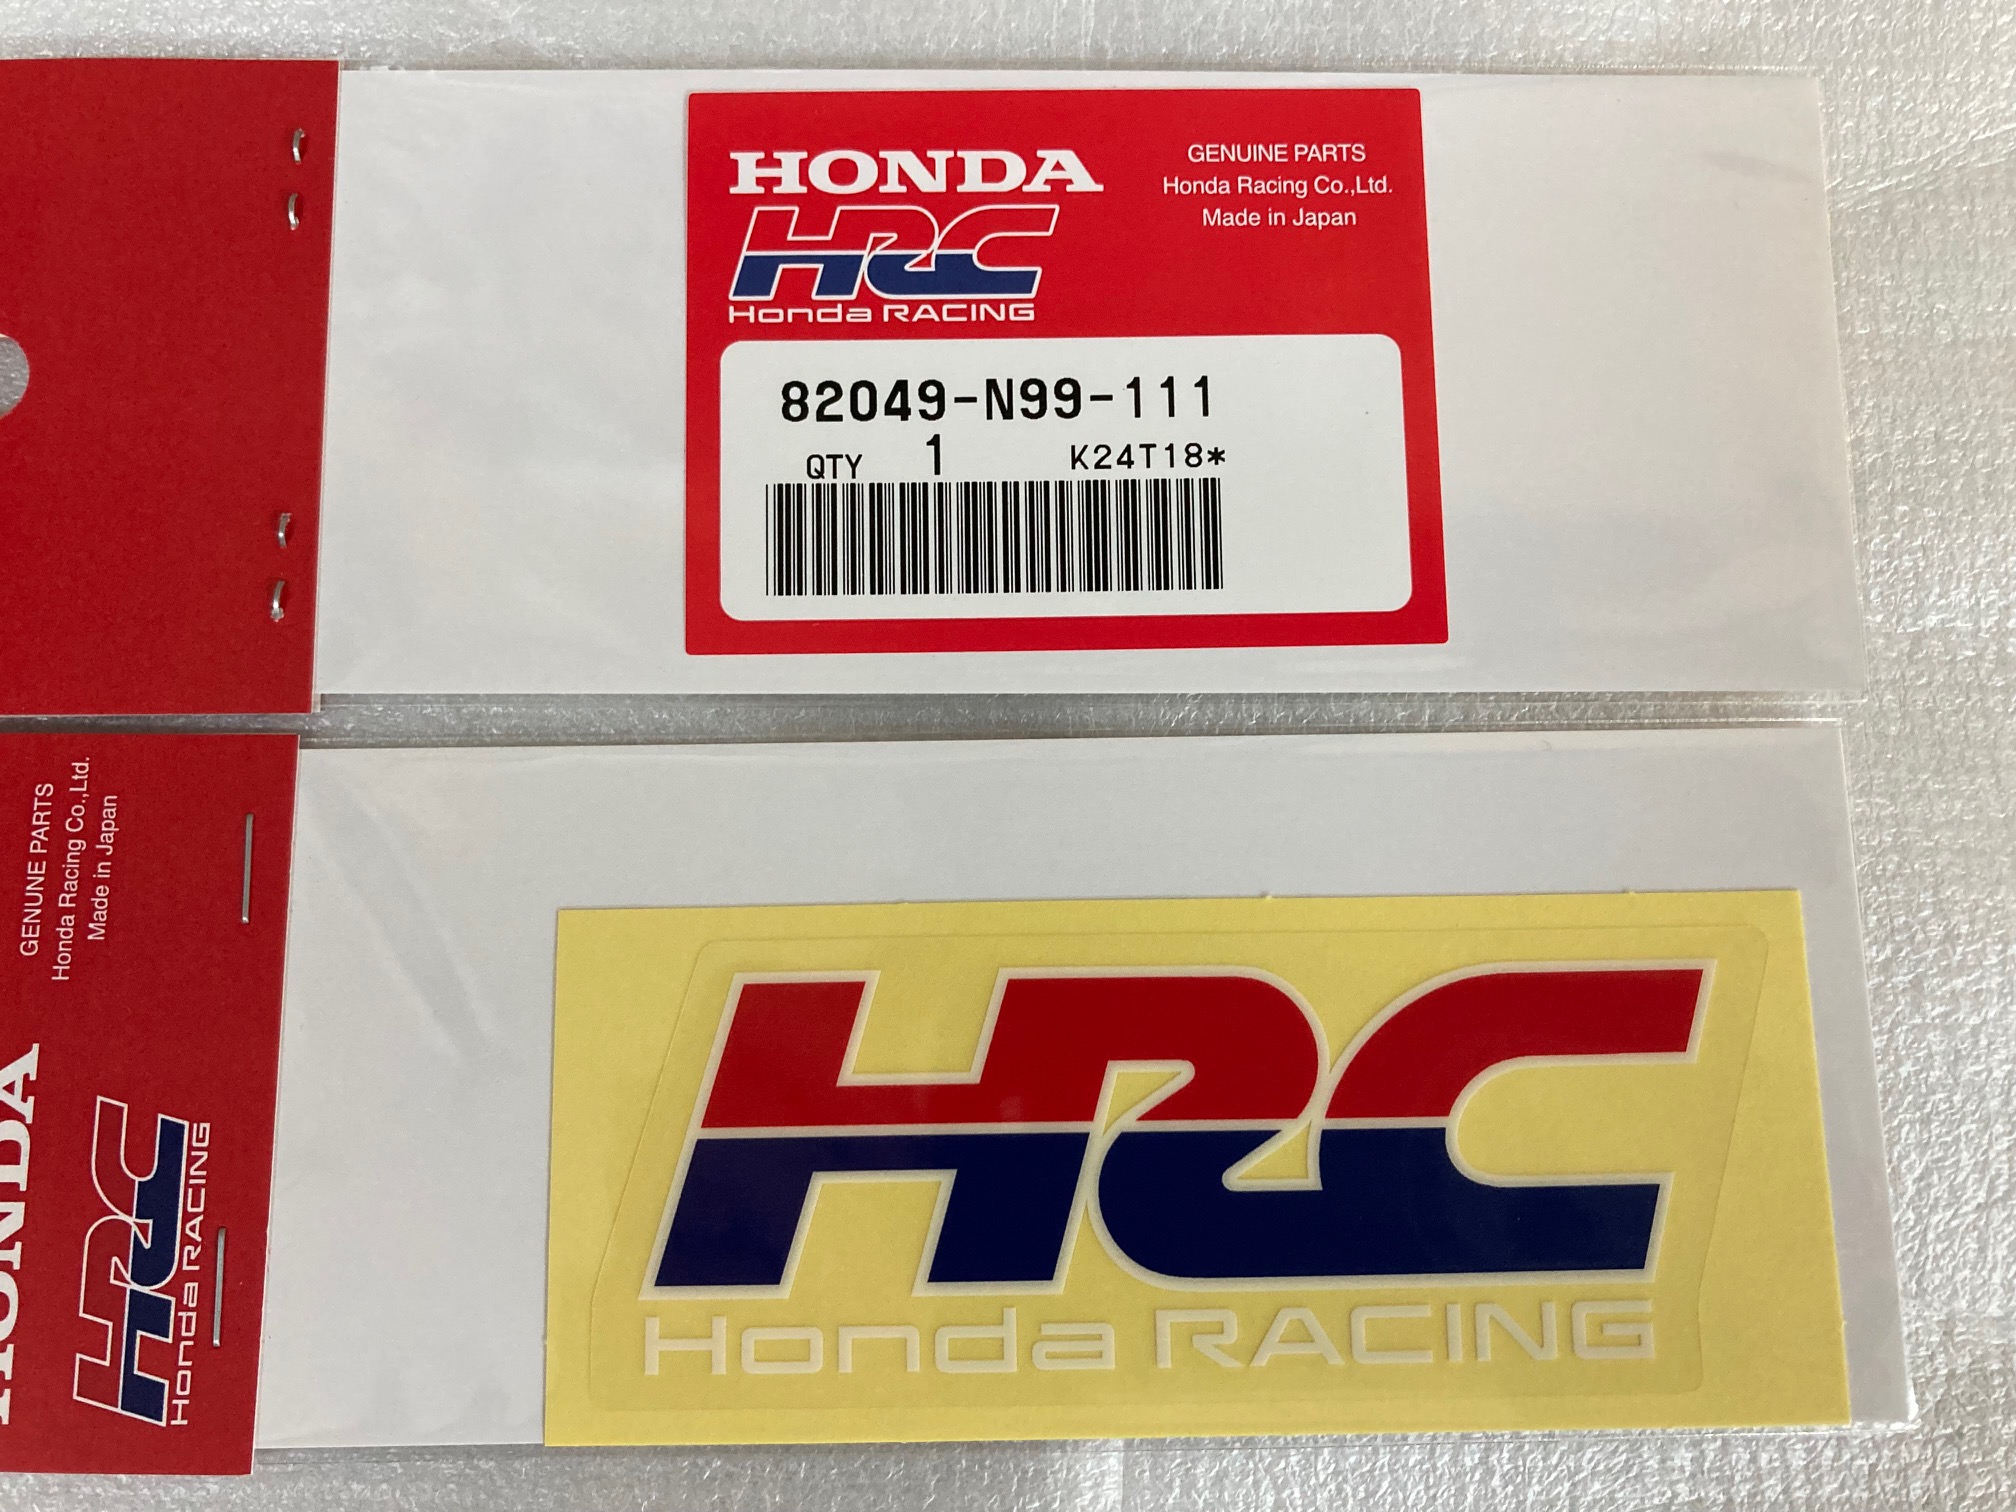 HONDA
HRC
Honda RACING
GENUINE PARTS
Honda Racing Co.,Ltd.
Made in Japan
82049-N99-111
QTY 1 K24T18*
GENUINE PARTS
Honda Racing Co.,Ltd.
Made in Japan
HONDA
HRC
Honda RACING
HRC
Honda RACING